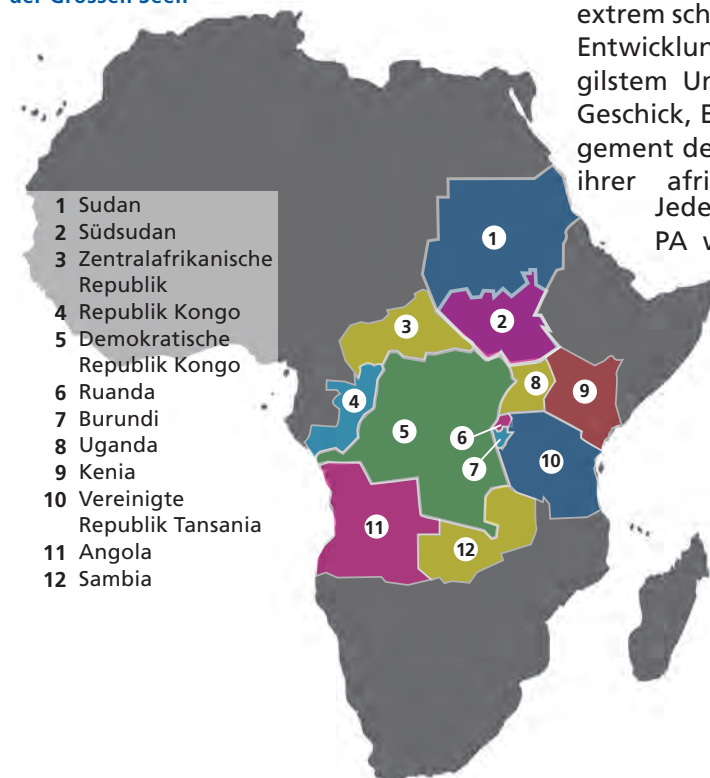 der Grossen Seen
extrem sch
Entwicklun
gilstem Un
Geschick, E
gement de
ihrer afri
Jede
PA v
1 Sudan
2 Südsudan
3 Zentralafrikanische
Republik
4 Republik Kongo
5 Demokratische
Republik Kongo
6 Ruanda
7 Burundi
8 Uganda
9 Kenia
10 Vereinigte
Republik Tansania
11 Angola
12 Sambia
1
2
3
8
9
4
5
6
7
10
11
12